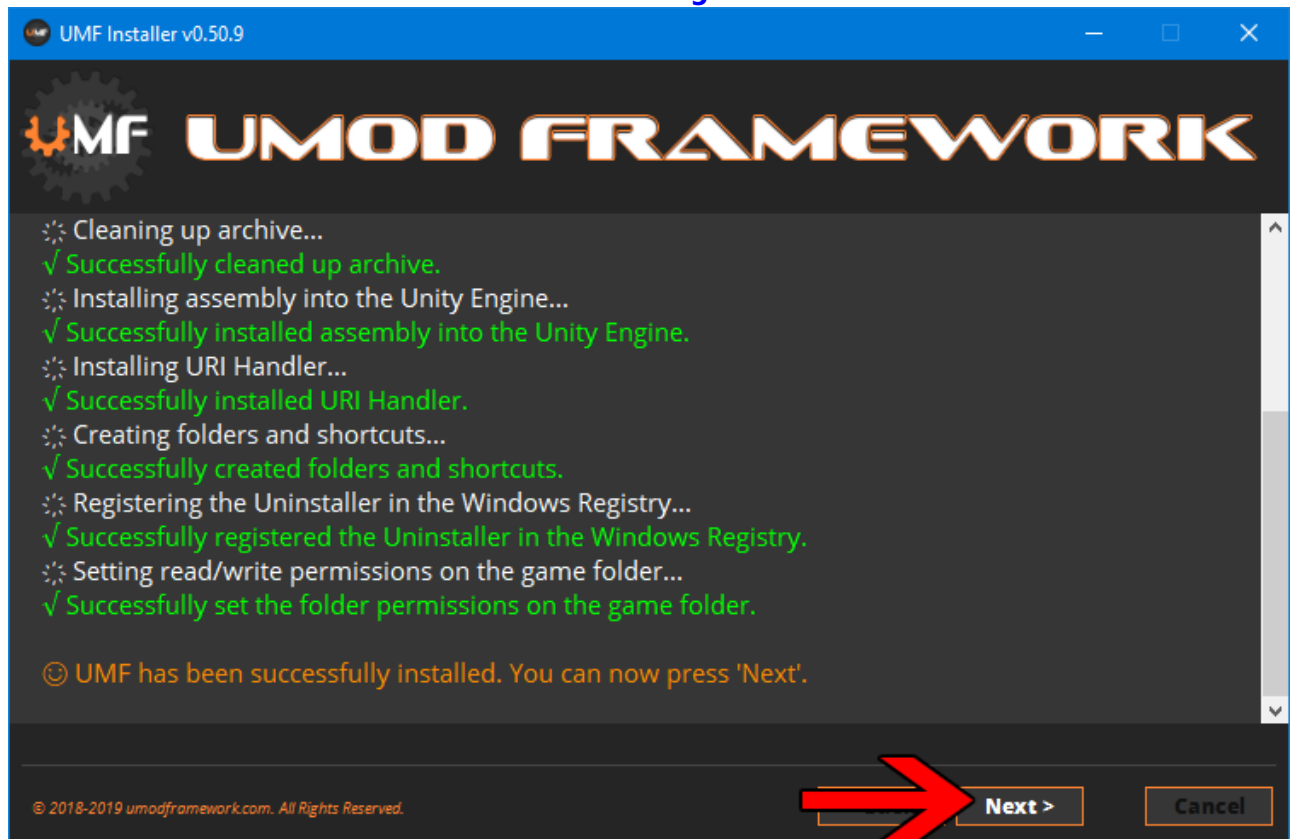 UMF Installer v0.50.9
UMF UMOD FRAMEWORK
Cleaning up archive...
√ Successfully cleaned up archive.
Installing assembly into the Unity Engine...
√ Successfully installed assembly into the Unity Engine.
Installing URI Handler...
√ Successfully installed URI Handler.
Creating folders and shortcuts...
√ Successfully created folders and shortcuts.
Registering the Uninstaller in the Windows Registry...
√ Successfully registered the Uninstaller in the Windows Registry.
Setting read/write permissions on the game folder...
√ Successfully set the folder permissions on the game folder.
☺ UMF has been successfully installed. You can now press 'Next'.
© 2018-2019 umodframework.com. All Rights Reserved.
Next >
Cancel